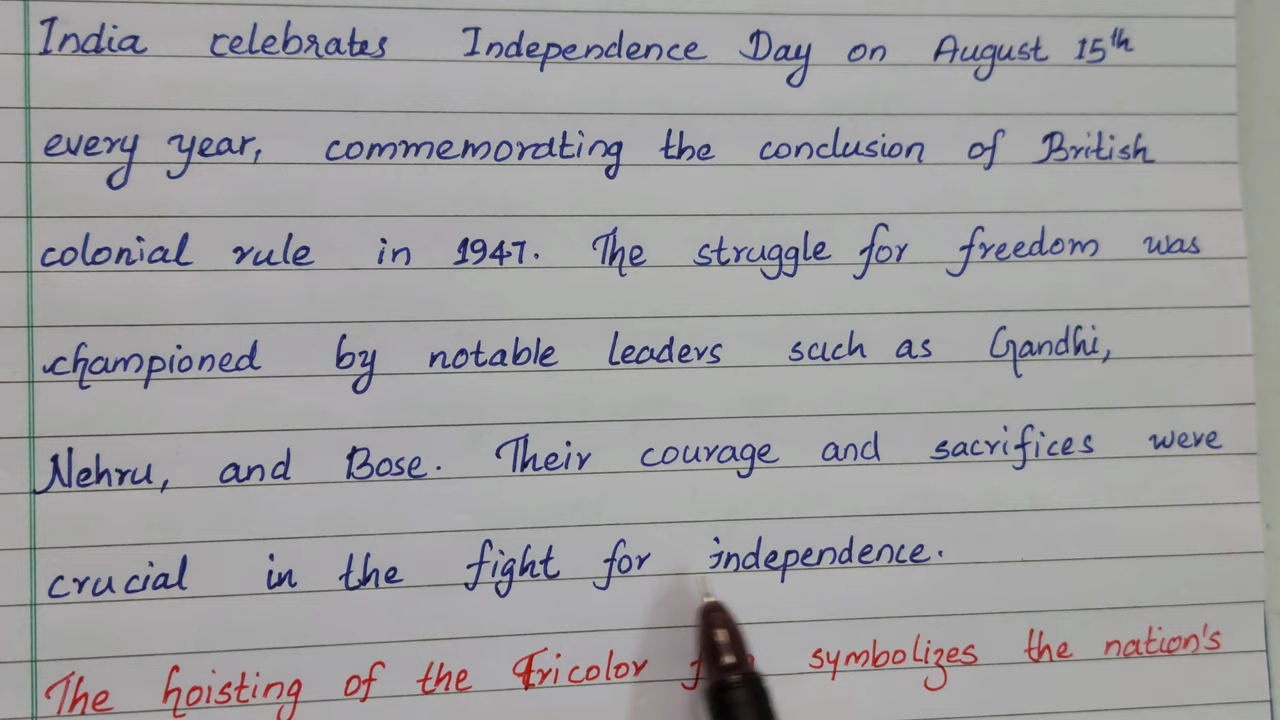 India celebrates Independence Day on August 15th
every year, commemorating the conclusion of British
colonial rule in 1947. The struggle for freedom was
championed by notable leaders such as Gandhi,
Nehru, and Bose. Their courage and sacrifices were
crucial in the fight for independence.
The hoisting of the Tricolor symbolizes the nation's